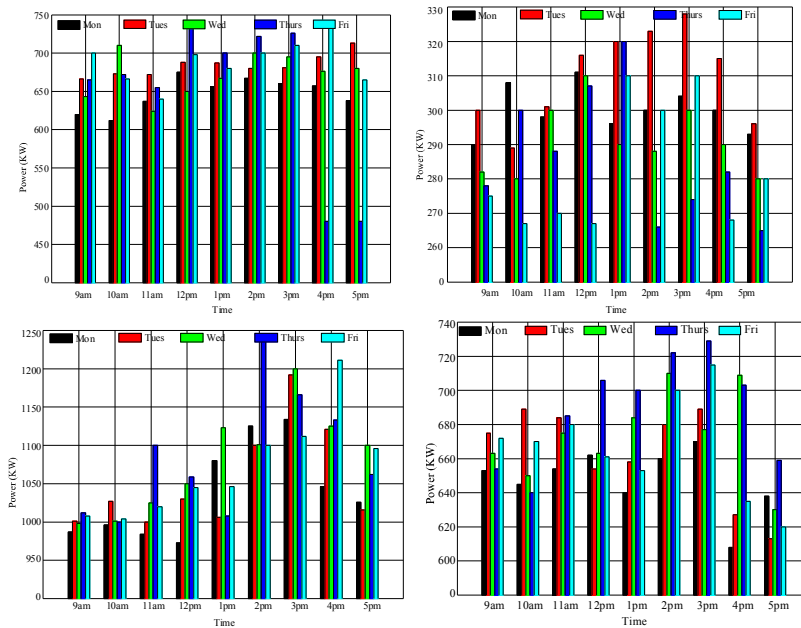 750
700
650
600
550
500
450
0
Power (KW)
Mon Tues Wed Thurs Fri
9am 10am 11am 12pm 1pm 2pm 3pm 4pm 5pm
Time
330
320
310
300
290
280
270
260
0
Power (KW)
Mon Tues Wed Thurs Fri
9am 10am 11am 12pm 1pm 2pm 3pm 4pm 5pm
Time
1250
1200
1150
1100
1050
1000
950
0
Power (KW)
Mon Tues Wed Thurs Fri
9am 10am 11am 12pm 1pm 2pm 3pm 4pm 5pm
Time
740
720
700
680
660
640
620
600
0
Power (KW)
Mon Tues Wed Thurs Fri
9am 10am 11am 12pm 1pm 2pm 3pm 4pm 5pm
Time